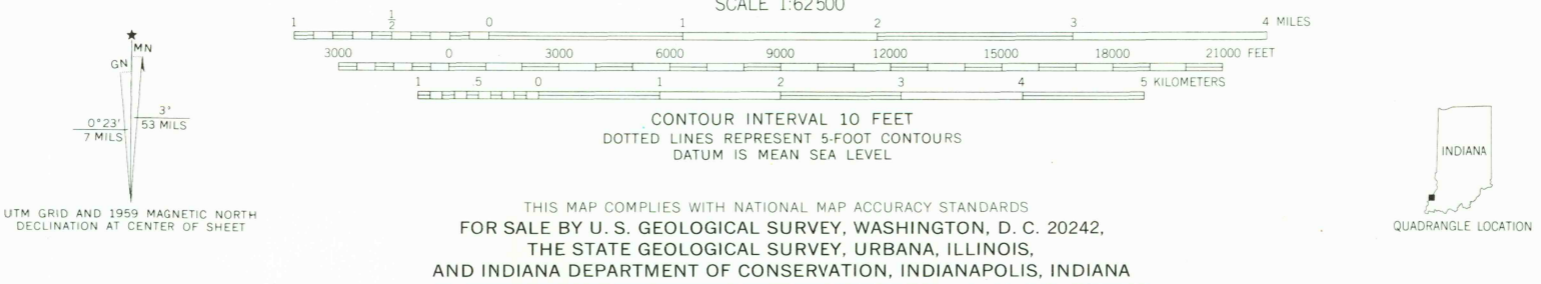 SCALE 1:62500
1 ½ 0 1 2 3 4 MILES
3000 0 3000 6000 9000 12000 15000 18000 21000 FEET
1 .5 0 1 2 3 4 5 KILOMETERS
CONTOUR INTERVAL 10 FEET
DOTTED LINES REPRESENT 5-FOOT CONTOURS
DATUM IS MEAN SEA LEVEL
MN
GN
0°23'
7 MILS
3°
53 MILS
UTM GRID AND 1959 MAGNETIC NORTH
DECLINATION AT CENTER OF SHEET
THIS MAP COMPLIES WITH NATIONAL MAP ACCURACY STANDARDS
FOR SALE BY U. S. GEOLOGICAL SURVEY, WASHINGTON, D. C. 20242,
THE STATE GEOLOGICAL SURVEY, URBANA, ILLINOIS,
AND INDIANA DEPARTMENT OF CONSERVATION, INDIANAPOLIS, INDIANA
INDIANA
QUADRANGLE LOCATION